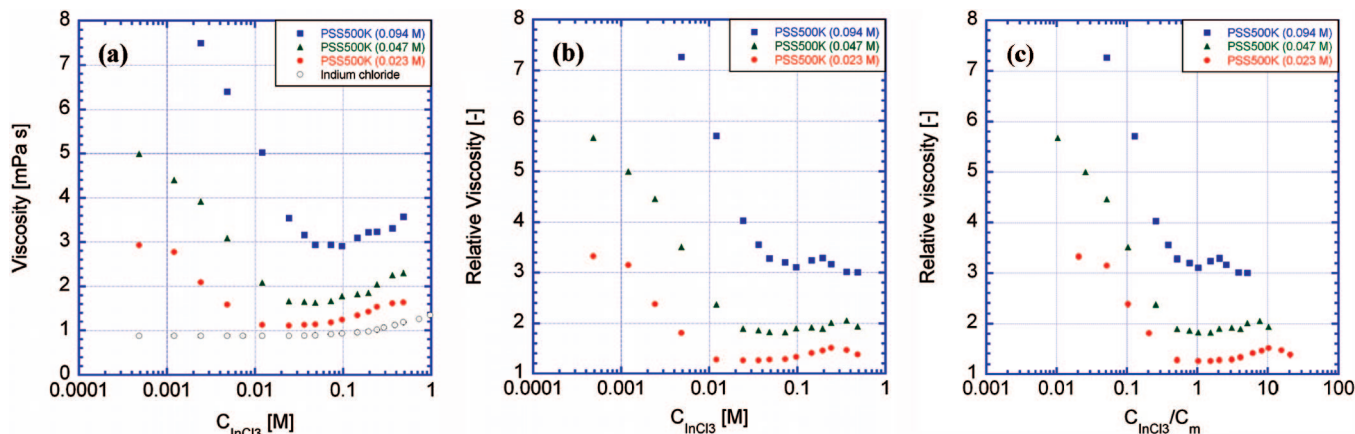 (a)
PSS500K (0.094 M)
PSS500K (0.047 M)
PSS500K (0.023 M)
Indium chloride
Viscosity [mPa s]
8
7
6
5
4
3
2
1
0
0.0001
0.001
0.01
0.1
1
C_InCl3 [M]
(b)
PSS500K (0.094 M)
PSS500K (0.047 M)
PSS500K (0.023 M)
Relative Viscosity [-]
8
7
6
5
4
3
2
1
0.0001
0.001
0.01
0.1
1
C_InCl3 [M]
(c)
PSS500K (0.094 M)
PSS500K (0.047 M)
PSS500K (0.023 M)
Relative viscosity [-]
8
7
6
5
4
3
2
1
0.001
0.01
0.1
1
10
100
C_InCl3/C_m